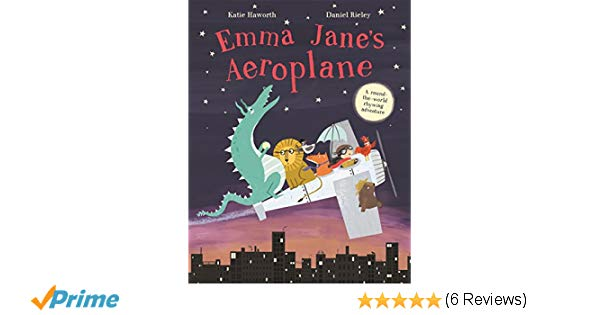 Katie Haworth Daniel Rieley
Emma Jane's
Aeroplane
A round-
the-world
rhyming
adventure
Prime
(6 Reviews)